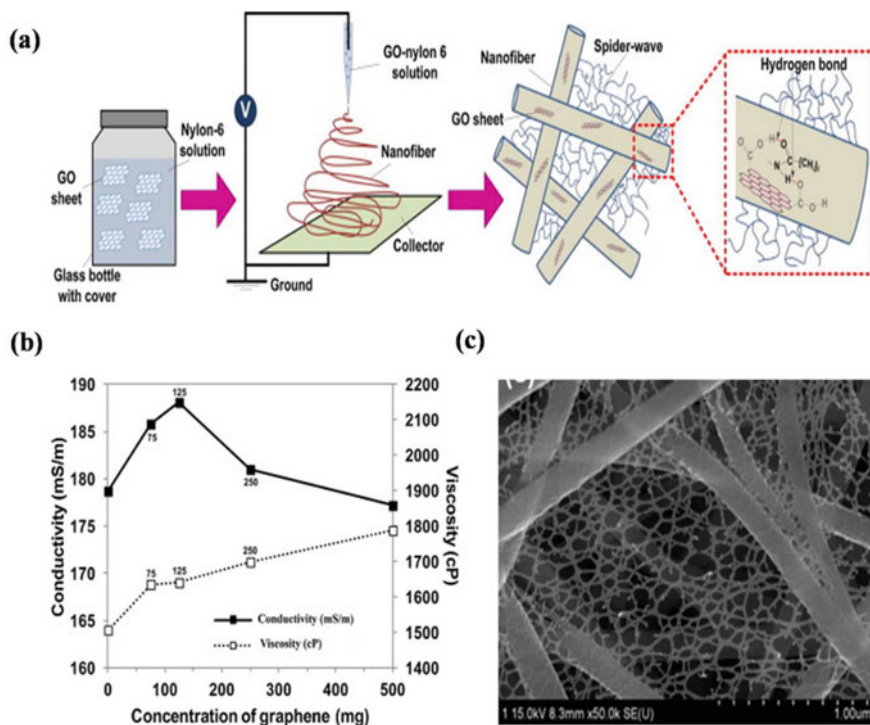 (a)
GO-nylon 6
solution
Nanofiber
Spider-wave
Hydrogen bond
GO
sheet
Nylon-6
solution
V
Nanofiber
GO sheet
Collector
Glass bottle
with cover
Ground
C O H O C (CH₂)₅
N H O C O H
(b)
190
185
180
175
170
165
160
Conductivity (mS/m)
75
125
250
75
125
250
Conductivity (mS/m)
Viscosity (cP)
2200
2100
2000
1900
1800
1700
1600
1500
1400
Viscosity (cP)
0 100 200 300 400 500
Concentration of graphene (mg)
(c)
1 15.0kV 8.3mm x50.0k SE(U)
1.00um